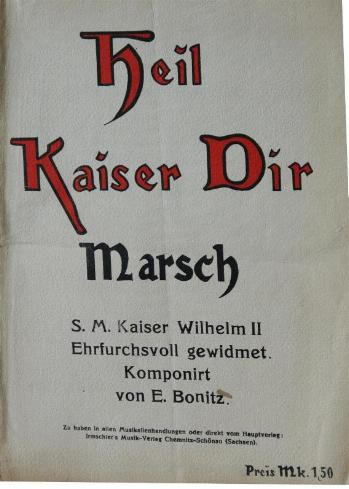 Heil
Kaiser Dir
Marsch
S. M. Kaiser Wilhelm II
Ehrfurchsvoll gewidmet.
Komponirt
von E. Bonitz.
Zu haben in allen Musikalienhandlungen oder direkt vom Hauptverlag:
Irmschler's Musik-Verlag Chemnitz-Schönau (Sachsen).
Preis Mk. 1,50